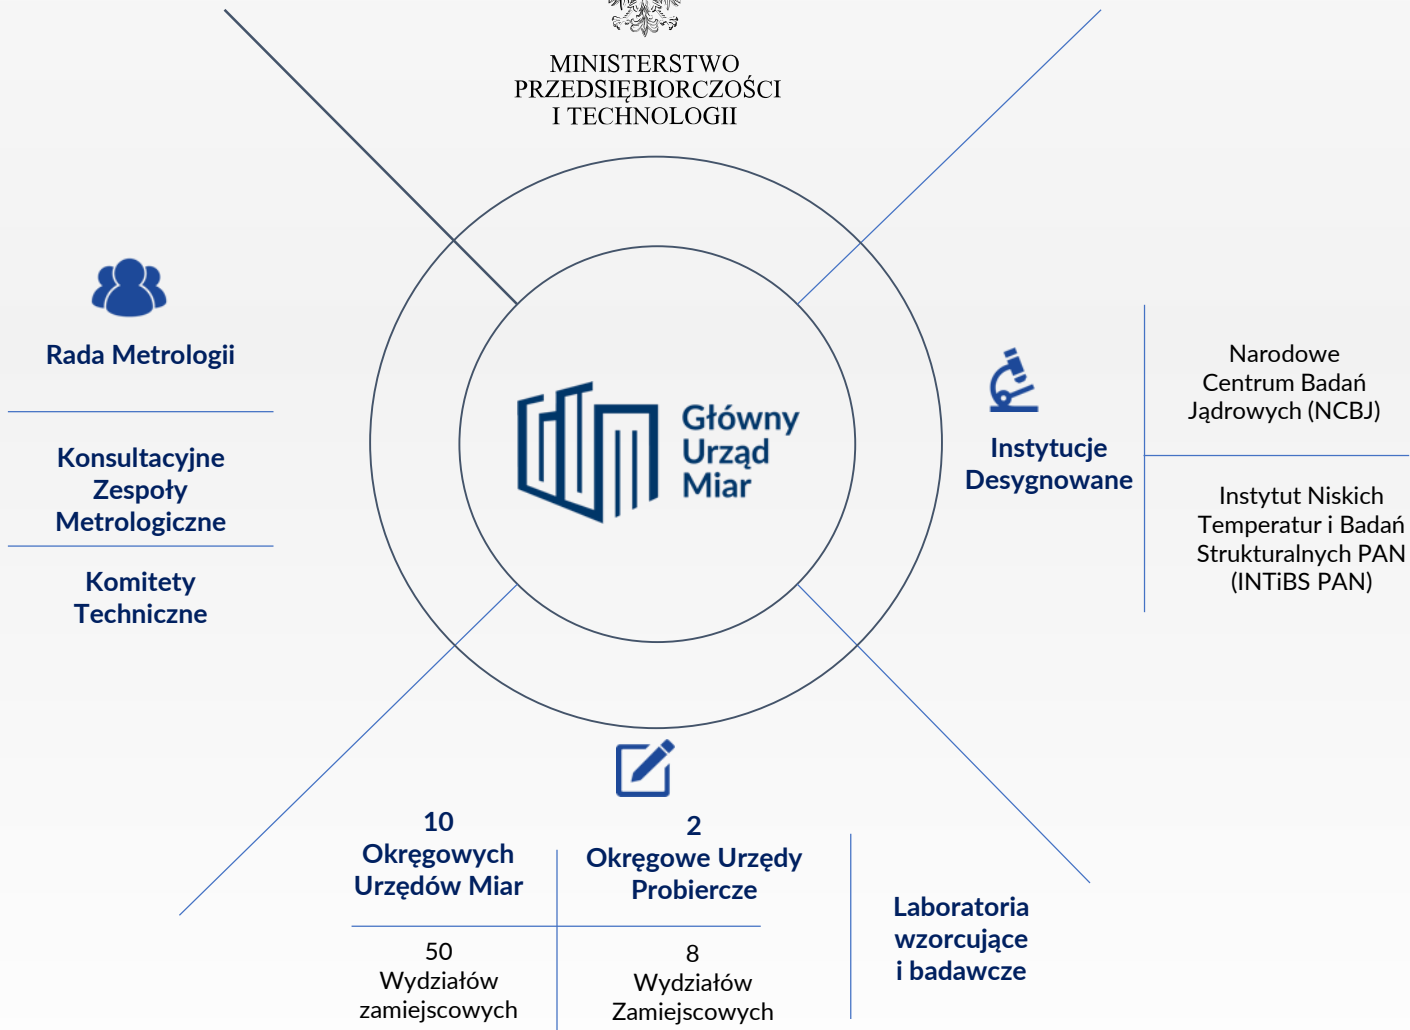 MINISTERSTWO
PRZEDSIĘBIORCZOŚCI
I TECHNOLOGII
Rada Metrologii
Konsultacyjne
Zespoły
Metrologiczne
Komitety
Techniczne
Główny
Urząd
Miar
Instytucje
Desygnowane
Narodowe
Centrum Badań
Jądrowych (NCBJ)
Instytut Niskich
Temperatur i Badań
Strukturalnych PAN
(INTiBS PAN)
10
Okręgowych
Urzędów Miar
50
Wydziałów
zamiejscowych
2
Okręgowe Urzędy
Probiercze
8
Wydziałów
Zamiejscowych
Laboratoria
wzorcujące
i badawcze